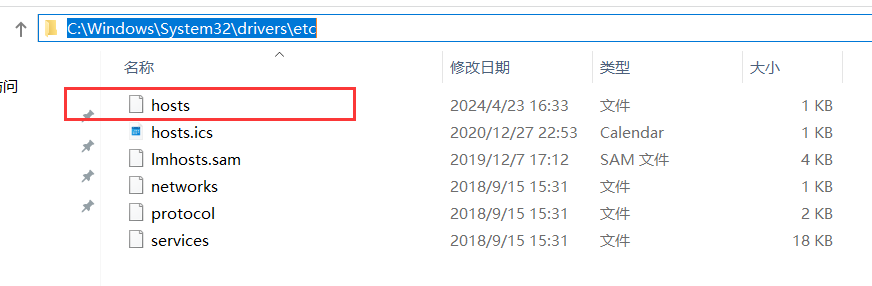 C:\Windows\System32\drivers\etc
名称 修改日期 类型 大小
问
hosts 2024/4/23 16:33 文件 1 KB
hosts.ics 2020/12/27 22:53 Calendar 1 KB
lmhosts.sam 2019/12/7 17:12 SAM 文件 4 KB
networks 2018/9/15 15:31 文件 1 KB
protocol 2018/9/15 15:31 文件 2 KB
services 2018/9/15 15:31 文件 18 KB